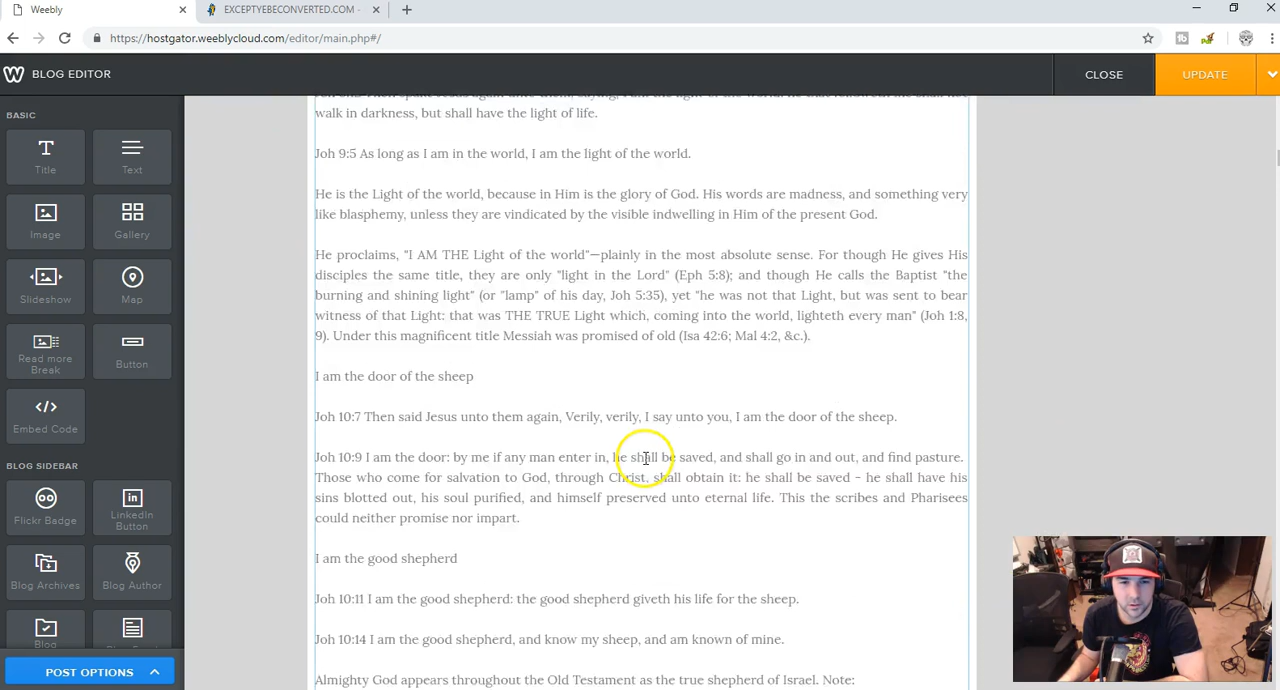 Weebly
EXCEPTYEBECONVERTED.COM -
https://hostgator.weeblycloud.com/editor/main.php#/
BLOG EDITOR
CLOSE
UPDATE
BASIC
Title
Text
Image
Gallery
Slideshow
Map
Read more
Break
Button
Embed Code
BLOG SIDEBAR
Flickr Badge
LinkedIn
Button
Blog Archives
Blog Author
Blog
POST OPTIONS
walk in darkness, but shall have the light of life.
Joh 9:5 As long as I am in the world, I am the light of the world.
He is the Light of the world, because in Him is the glory of God. His words are madness, and something very
like blasphemy, unless they are vindicated by the visible indwelling in Him of the present God.
He proclaims, "I AM THE Light of the world"—plainly in the most absolute sense. For though He gives His
disciples the same title, they are only "light in the Lord" (Eph 5:8); and though He calls the Baptist "the
burning and shining light" (or "lamp" of his day, Joh 5:35), yet "he was not that Light, but was sent to bear
witness of that Light: that was THE TRUE Light which, coming into the world, lighteth every man" (Joh 1:8,
9). Under this magnificent title Messiah was promised of old (Isa 42:6; Mal 4:2, &c.).
I am the door of the sheep
Joh 10:7 Then said Jesus unto them again, Verily, verily, I say unto you, I am the door of the sheep.
Joh 10:9 I am the door: by me if any man enter in, he shall be saved, and shall go in and out, and find pasture.
Those who come for salvation to God, through Christ, shall obtain it: he shall be saved - he shall have his
sins blotted out, his soul purified, and himself preserved unto eternal life. This the scribes and Pharisees
could neither promise nor impart.
I am the good shepherd
Joh 10:11 I am the good shepherd: the good shepherd giveth his life for the sheep.
Joh 10:14 I am the good shepherd, and know my sheep, and am known of mine.
Almighty God appears throughout the Old Testament as the true shepherd of Israel. Note: